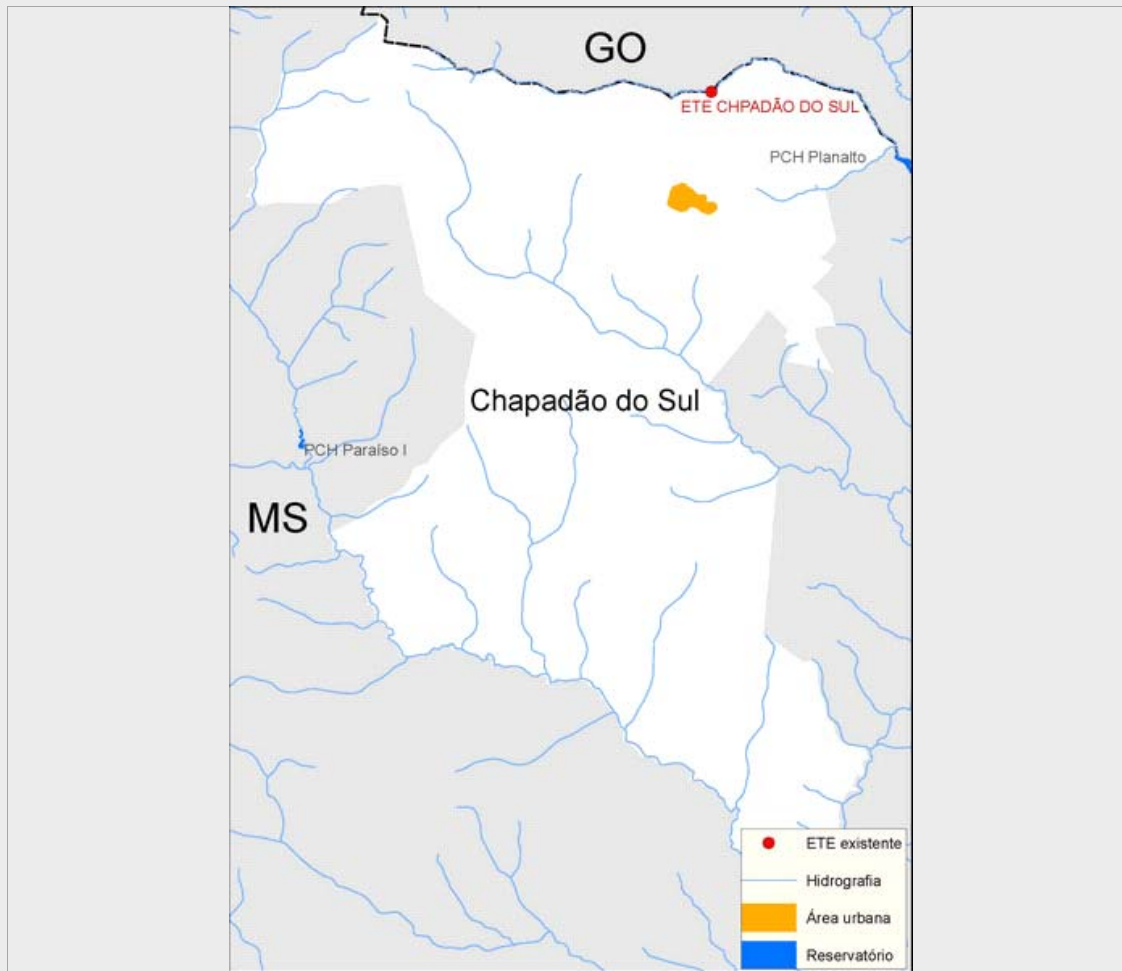 GO
ETE CHPADÃO DO SUL
PCH Planalto
Chapadão do Sul
PCH Paraíso I
MS
ETE existente
Hidrografia
Área urbana
Reservatório